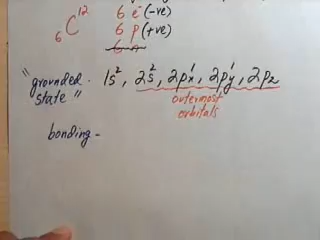 ₆C¹² 6 e⁻ (-ve)
6 p (+ve)
"grounded state" 1s², 2s², 2px¹, 2py¹, 2pz
outermost
orbitals
bonding -